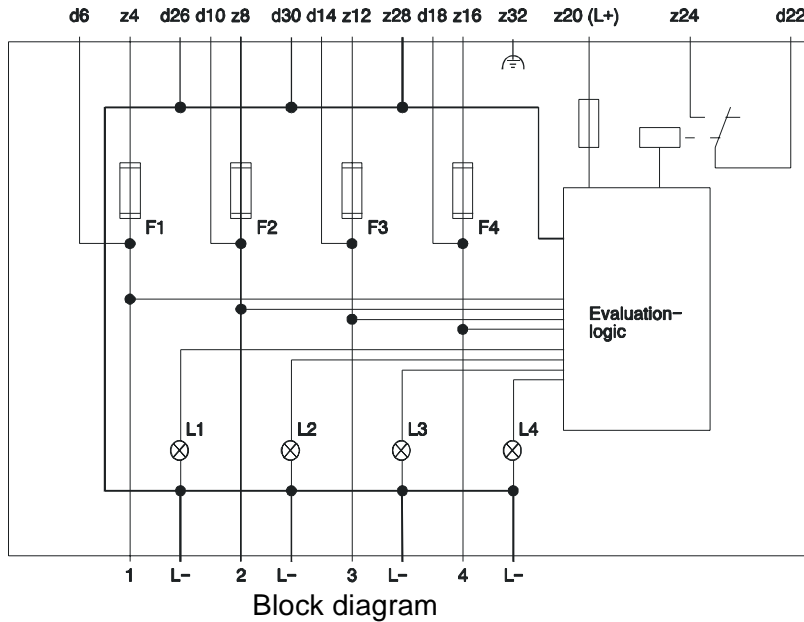 d6 z4 d26 d10 z8 d30 d14 z12 z28 d18 z16 z32 z20 (L+) z24 d22
F1 F2 F3 F4
Evaluation-
logic
L1 L2 L3 L4
1 L- 2 L- 3 L- 4 L-
Block diagram